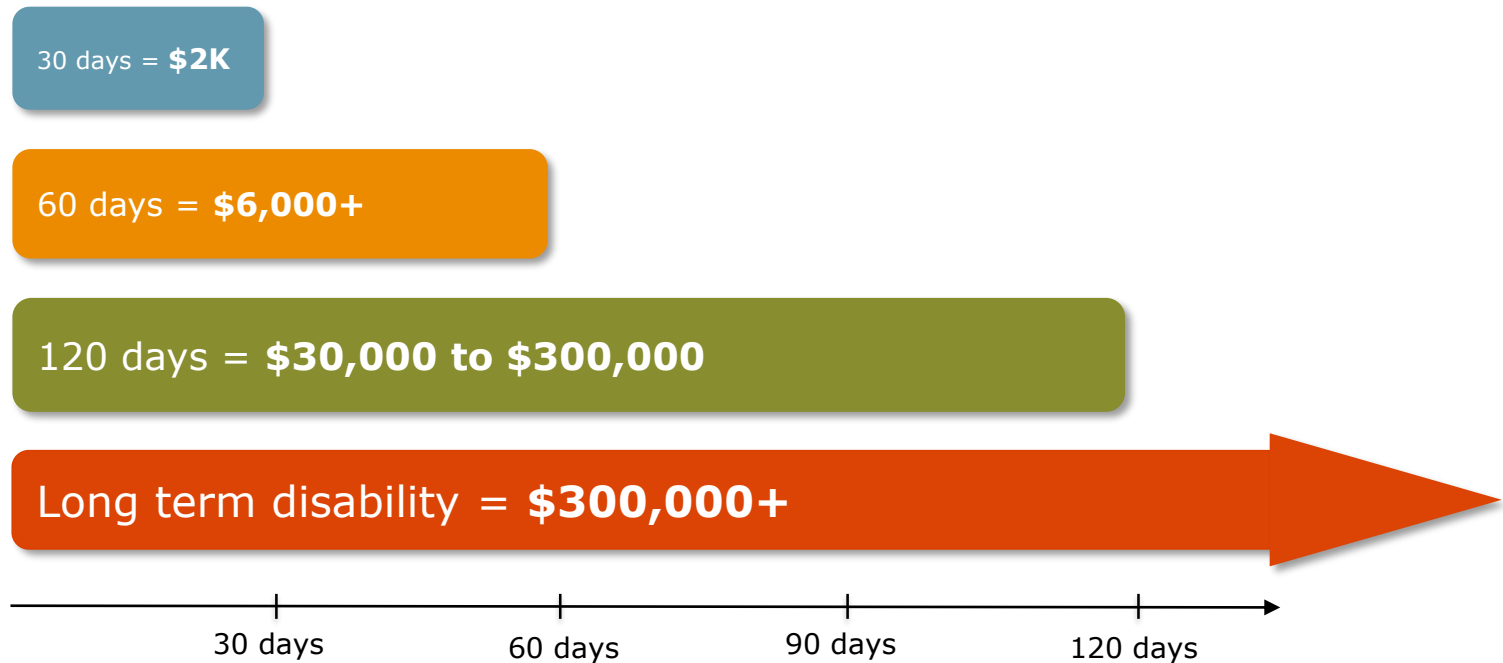 30 days = $2K
60 days = $6,000+
120 days = $30,000 to $300,000
Long term disability = $300,000+
30 days
60 days
90 days
120 days